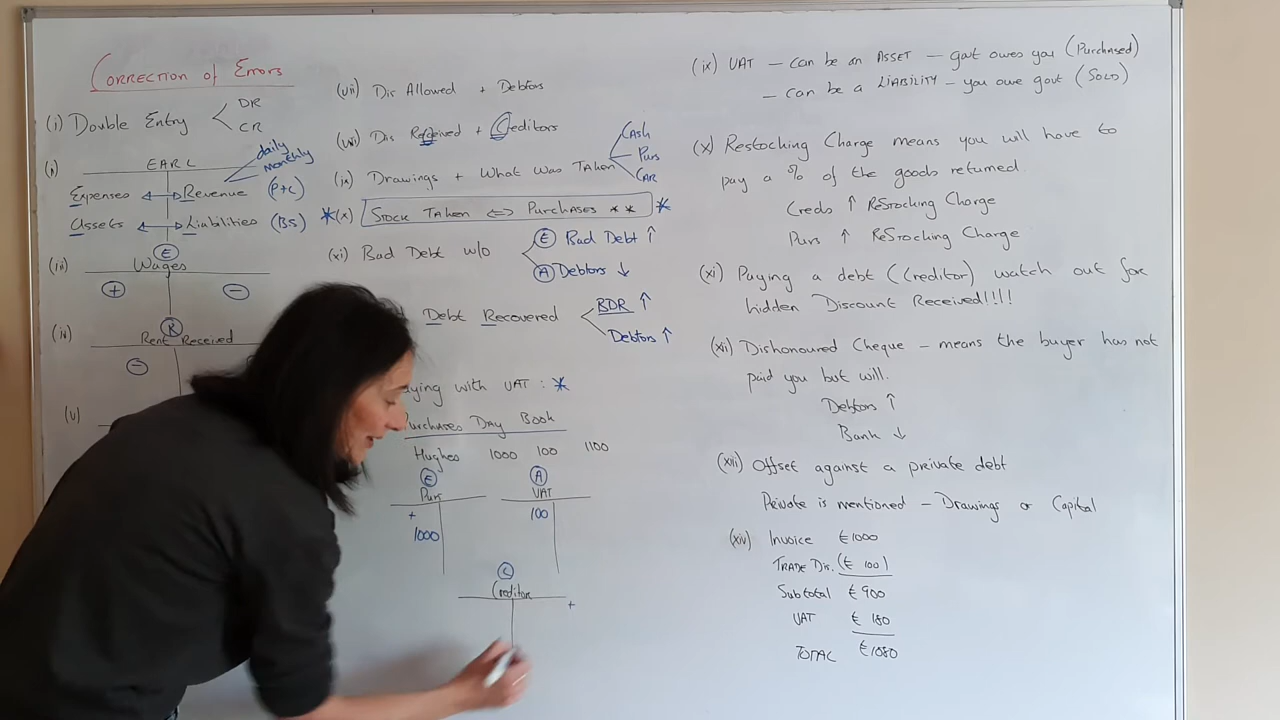 CORRECTION of Errors
(i) Double Entry
DR
CR
(i) EARL
daily
monthly
Expenses Revenue (P+L)
Assets Liabilities (BS)
E
(iii) Wages
+ -
R
(iv) Rent Received
-
(v)
(vii) Dis Allowed + Debtors
Dis Received + Creditors
(ix) Drawings + What Was Taken
Cash
Purs
CAR
*(x) Stock Taken <=> Purchases ** *
(xi) Bad Debt w/o
E Bad Debt ↑
A Debtors ↓
Debt Recovered
BDR ↑
Debtors ↑
aying with VAT : *
Purchases Day Book
Hughes 1000 100 1100
E A
Purs VAT
+
1000 100
L
Creditor
+
(ix) VAT - can be an ASSET - govt owes you (Purchased)
- can be a LIABILITY - you owe govt (SOLD)
(x) Restocking Charge means you will have to
pay a % of the goods returned.
Creds ↑ ReStocking Charge
Purs ↑ ReStocking Charge
(xi) Paying a debt (Creditor) watch out for
hidden Discount Received!!!!
(xii) Dishonoured Cheque - means the buyer has not
paid you but will.
Debtors ↑
Bank ↓
(xiii) Offset against a private debt
Private is mentioned - Drawings or Capital
(xiv) Invoice €1000
TRADE Dis. (€ 100)
Subtotal €900
VAT € 180
TOTAL €1080